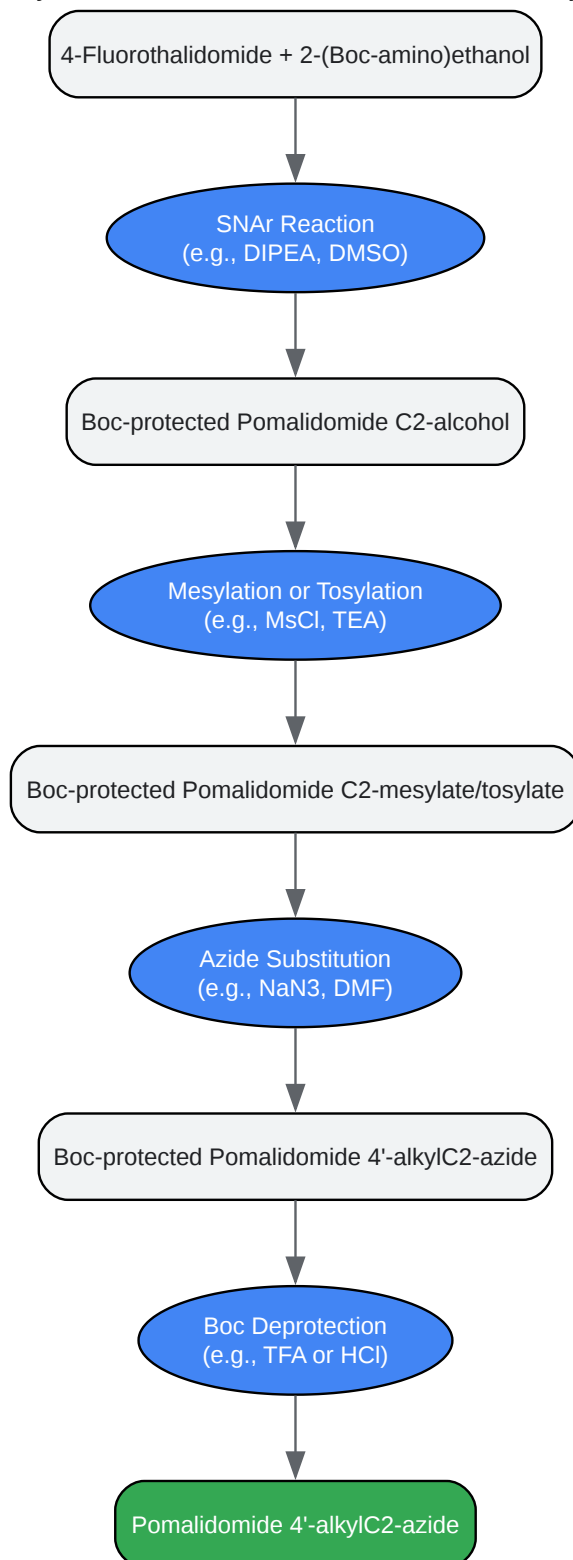 4-Fluorothalidomide + 2-(Boc-amino)ethanol
SNAr Reaction
(e.g., DIPEA, DMSO)
Boc-protected Pomalidomide C2-alcohol
Mesylation or Tosylation
(e.g., MsCl, TEA)
Boc-protected Pomalidomide C2-mesylate/tosylate
Azide Substitution
(e.g., NaN3, DMF)
Boc-protected Pomalidomide 4'-alkylC2-azide
Boc Deprotection
(e.g., TFA or HCl)
Pomalidomide 4'-alkylC2-azide